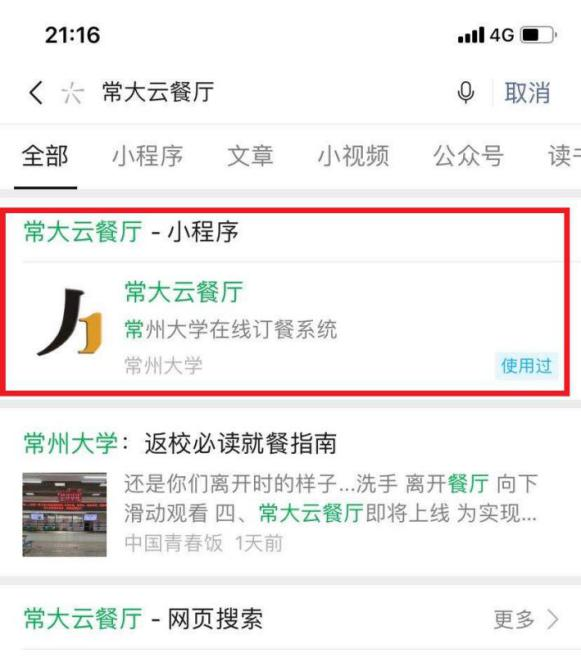 21:16
4G
常大云餐厅
取消
全部 小程序 文章 小视频 公众号
常大云餐厅 - 小程序
常大云餐厅
常州大学在线订餐系统
常州大学
使用过
常州大学：返校必读就餐指南
还是你们离开时的样子...洗手 离开餐厅 向下
滑动观看 四、常大云餐厅即将上线 为实现...
中国青春饭 1天前
常大云餐厅 - 网页搜索
更多